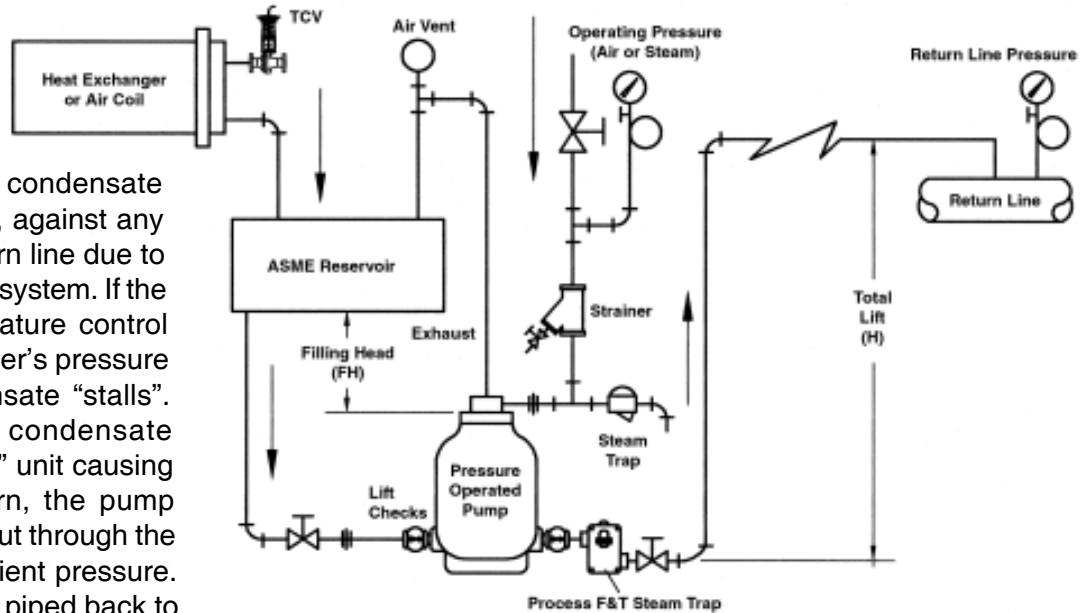 TCV
Air Vent
Operating Pressure
(Air or Steam)
Return Line Pressure
Heat Exchanger
or Air Coil
Return Line
ASME Reservoir
Strainer
Total
Lift
(H)
Exhaust
Filling Head
(FH)
Steam
Trap
Pressure
Operated
Pump
Lift
Checks
Process F&T Steam Trap
condensate
, against any
rn line due to
system. If the
ature control
er’s pressure
nsate “stalls”.
condensate
” unit causing
rn, the pump
ut through the
ient pressure.
piped back to